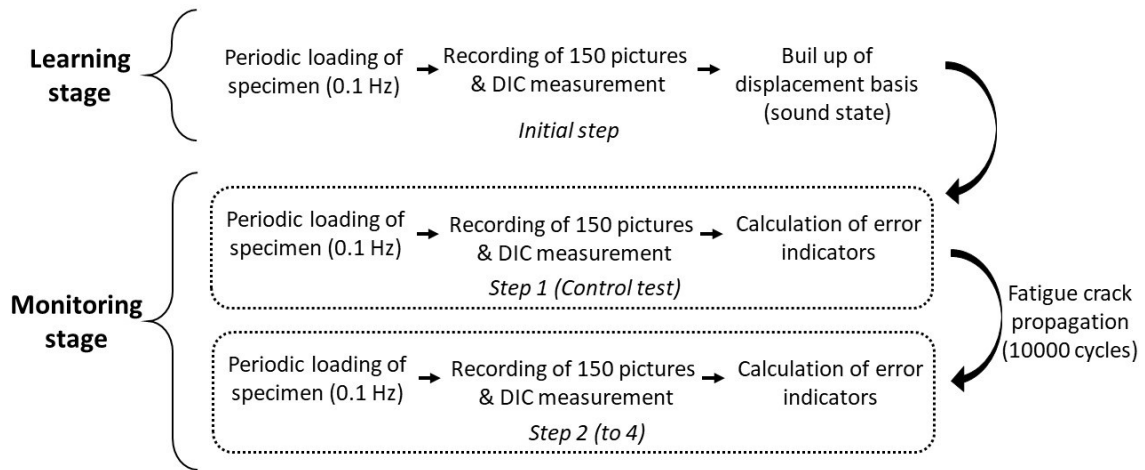 Learning
stage
Periodic loading of
specimen (0.1 Hz)
Recording of 150 pictures
& DIC measurement
Buil up of
displacement basis
(sound state)
Initial step
Monitoring
stage
Periodic loading of
specimen (0.1 Hz)
Recording of 150 pictures
& DIC measurement
Calculation of error
indicators
Step 1 (Control test)
Fatigue crack
propagation
(10000 cycles)
Periodic loading of
specimen (0.1 Hz)
Recording of 150 pictures
& DIC measurement
Calculation of error
indicators
Step 2 (to 4)